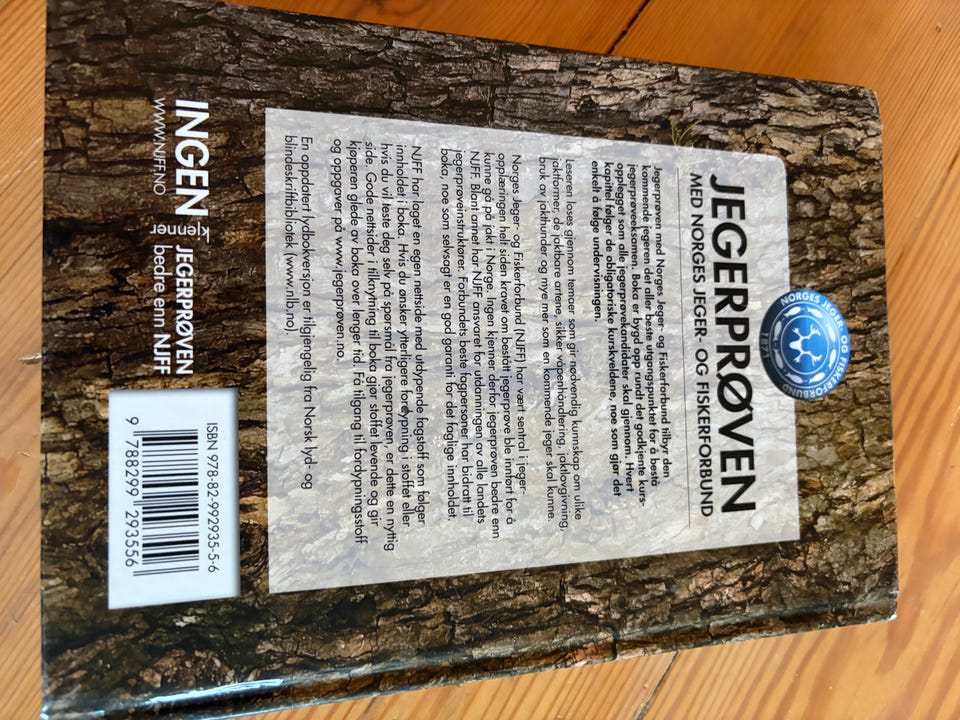 NORGES JEGER- OG FISKERFORBUND
1871
JEGERPRØVEN
MED NORGES JEGER- OG FISKERFORBUND
Jegerprøven med Norges Jeger- og Fiskerforbund tilbyr den
kommende jegeren det aller beste utgangspunktet for å bestå
jegerprøveeksamen. Boka er bygd opp rundt det godkjente kurs-
opplegget som alle jegerprøvekandidater skal gjennom. Hvert
kapittel følger de obligatoriske kurskveldene, noe som gjør det
enkelt å følge undervisningen.
Leseren loses gjennom temaer som gir nødvendig kunnskap om ulike
jaktformer, de jaktbare artene, sikker våpenhåndtering, jaktlovgivning,
bruk av jakthunder og mye mer som en kommende jeger skal kunne.
Norges Jeger- og Fiskerforbund (NJFF) har vært sentral i jeger-
opplæringen helt siden kravet om bestått jegerprøve ble innført for å
kunne gå på jakt i Norge. Ingen kjenner derfor jegerprøven bedre enn
NJFF. Blant annet har NJFF ansvaret for utdanningen av alle landets
jegerprøveinstruktører. Forbundets beste fagpersoner har bidratt til
boka, noe som selvsagt er en god garanti for det faglige innholdet.
NJFF har laget en egen nettside med utdypende fagstoff som følger
innholdet i boka. Hvis du ønsker ytterligere fordypning i stoffet eller
hvis du vil teste deg selv på spørsmål fra jegerprøven, er dette en nyttig
side. Gode nettsider i tilknytning til boka gjør stoffet levende og gir
kjøperen glede av boka over lenger tid. Få tilgang til fordypningsstoff
og oppgaver på www.jegerprøven.no.
En oppdatert lydbokversjon er tilgjengelig fra Norsk lyd- og
blindeskriftbibliotek (www.nlb.no).
INGEN kjenner JEGERPRØVEN
bedre enn NJFF
WWW.NJFF.NO
ISBN 978-82-992935-5-6
9 788299 293556